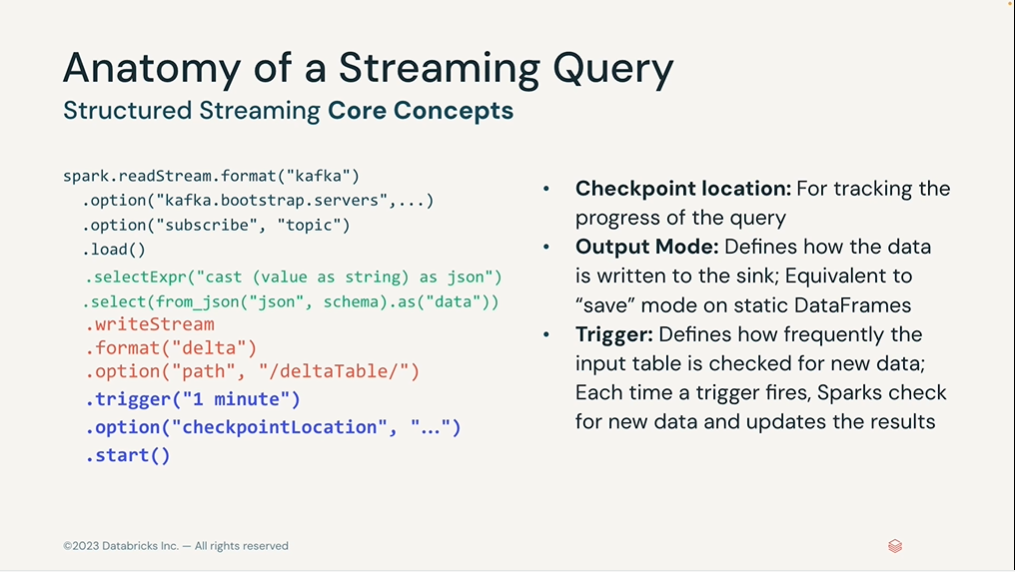 Anatomy of a Streaming Query
Structured Streaming Core Concepts
spark.readStream.format("kafka")
.option("kafka.bootstrap.servers",...)
.option("subscribe", "topic")
.load()
.selectExpr("cast (value as string) as json")
.select(from_json("json", schema).as("data"))
.writeStream
.format("delta")
.option("path", "/deltaTable/")
.trigger("1 minute")
.option("checkpointLocation", "…")
.start()
• Checkpoint location: For tracking the
progress of the query
• Output Mode: Defines how the data
is written to the sink; Equivalent to
“save” mode on static DataFrames
• Trigger: Defines how frequently the
input table is checked for new data;
Each time a trigger fires, Sparks check
for new data and updates the results
©2023 Databricks Inc. — All rights reserved